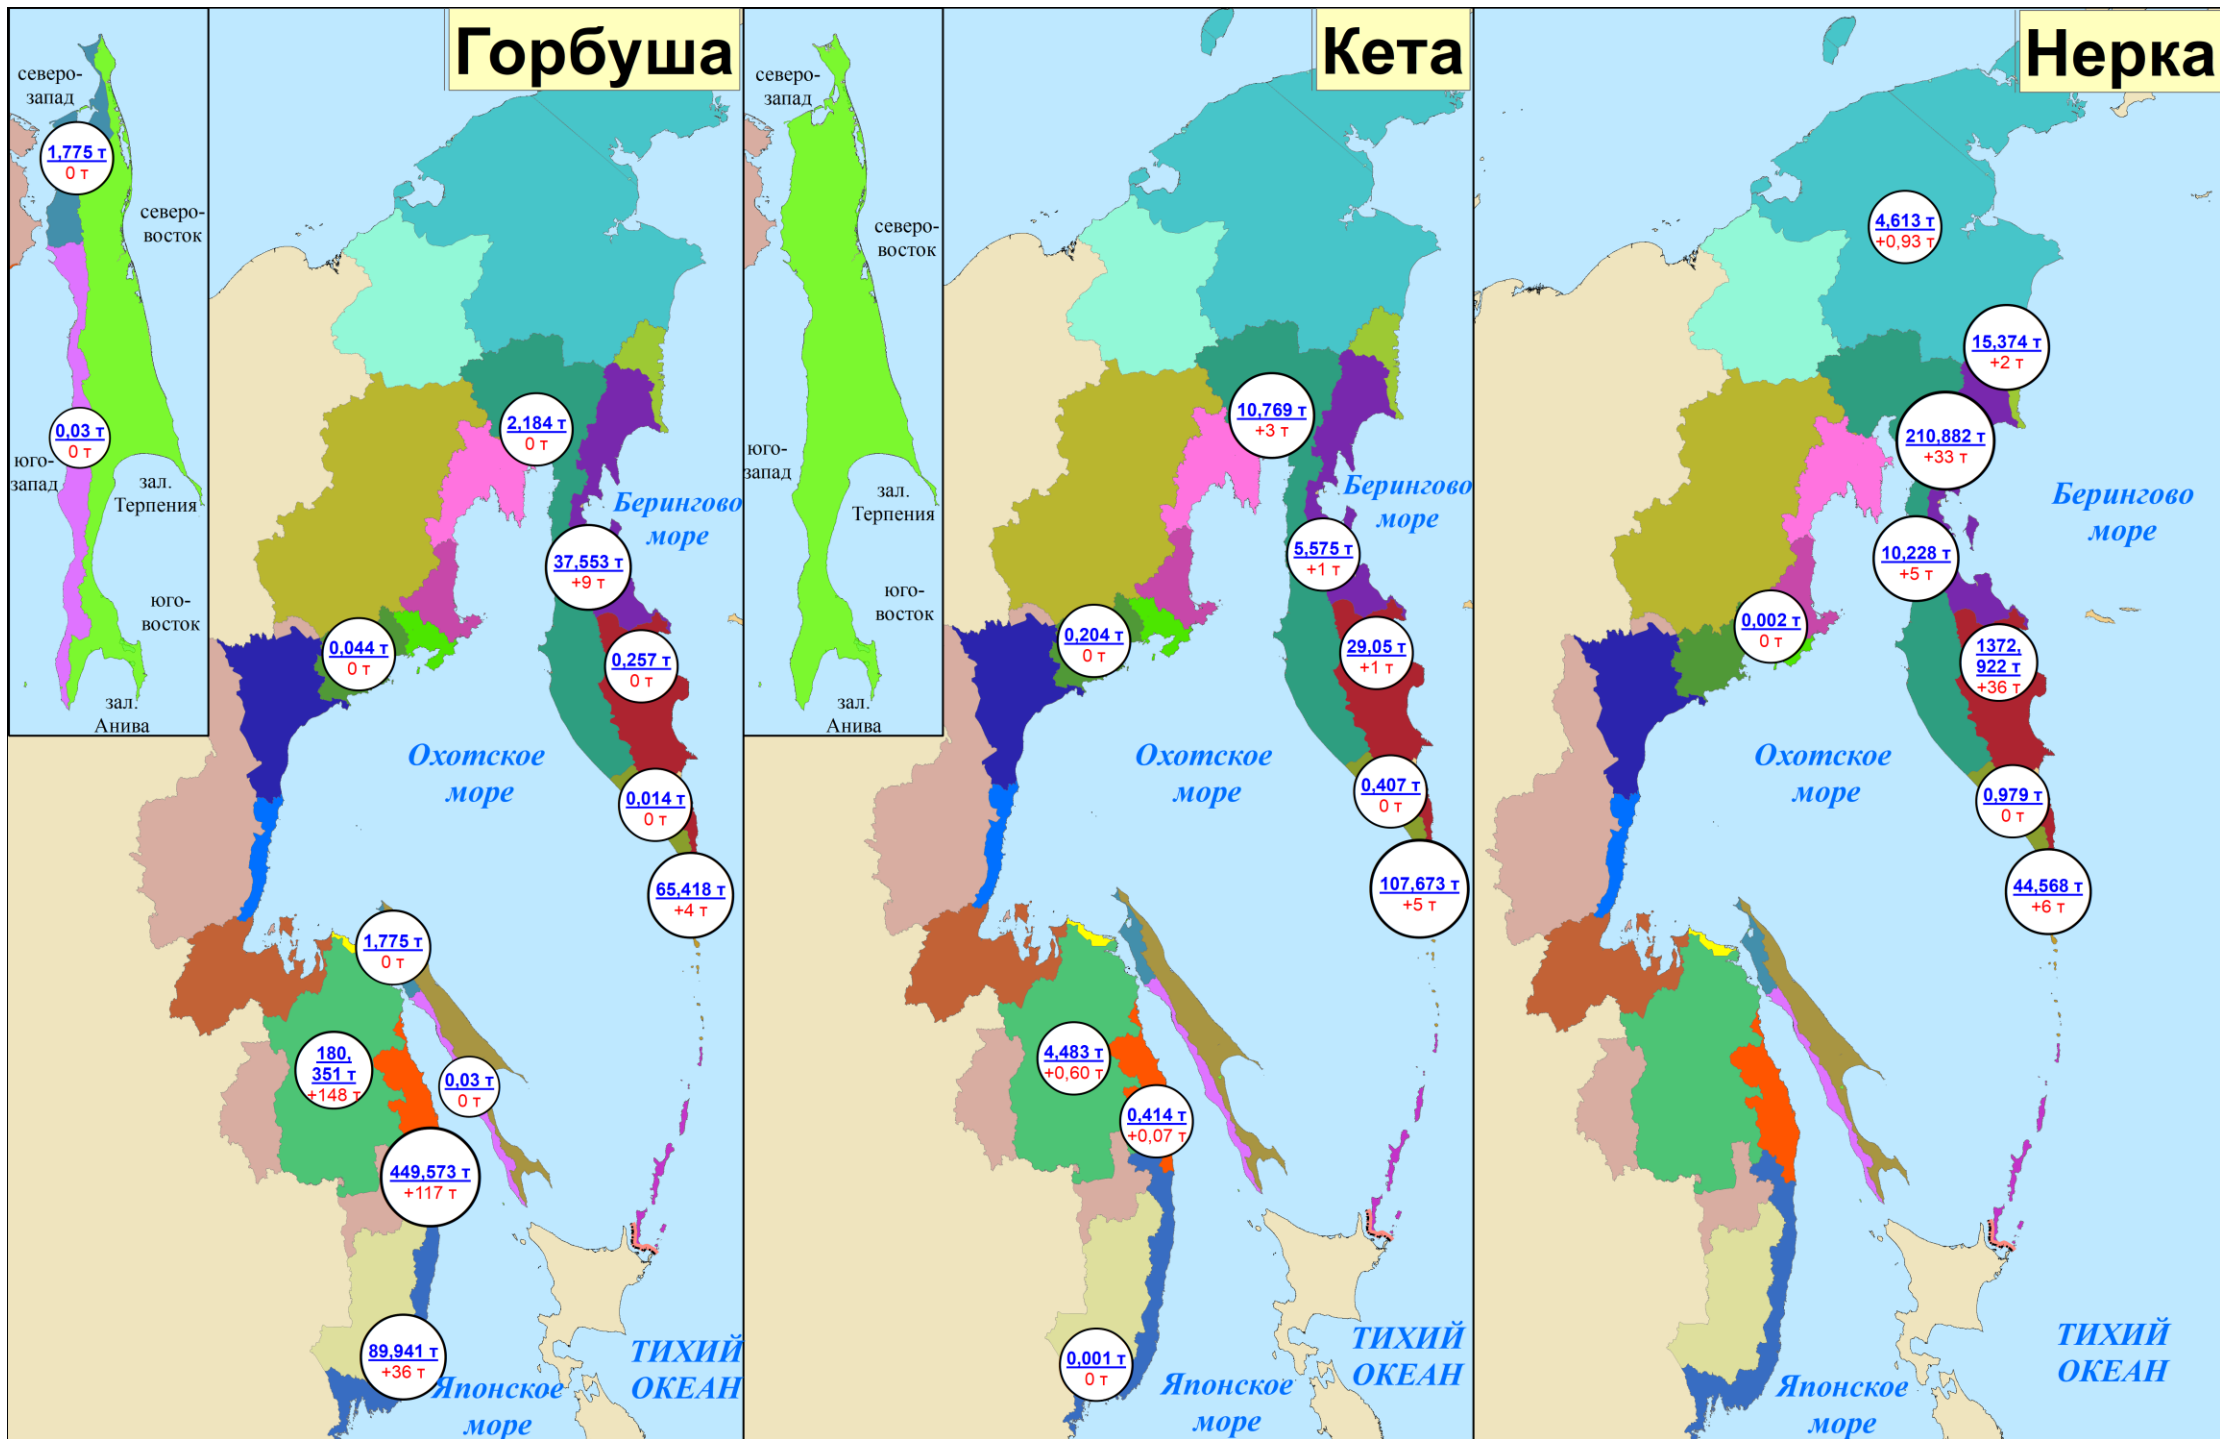 Горбуша
северо-
запад
1,775 т
0 т
северо-
восток
0,03 т
0 т
юго-
запад
зал.
Терпения
юго-
восток
зал.
Анива
2,184 т
0 т
Берингово
море
37,553 т
+9 т
0,044 т
0 т
0,257 т
0 т
Охотское
море
0,014 т
0 т
65,418 т
+4 т
1,775 т
0 т
180,
351 т
+148 т
0,03 т
0 т
449,573 т
+117 т
89,941 т
+36 т
ТИХИЙ
ОКЕАН
Японское
море
Кета
северо-
запад
северо-
восток
юго-
запад
зал.
Терпения
юго-
восток
зал.
Анива
10,769 т
+3 т
Берингово
море
5,575 т
+1 т
0,204 т
0 т
29,05 т
+1 т
Охотское
море
0,407 т
0 т
107,673 т
+5 т
4,483 т
+0,60 т
0,414 т
+0,07 т
0,001 т
0 т
ТИХИЙ
ОКЕАН
Японское
море
Нерка
4,613 т
+0,93 т
15,374 т
+2 т
210,882 т
+33 т
Берингово
море
10,228 т
+5 т
0,002 т
0 т
1372,
922 т
+36 т
Охотское
море
0,979 т
0 т
44,568 т
+6 т
ТИХИЙ
ОКЕАН
Японское
море